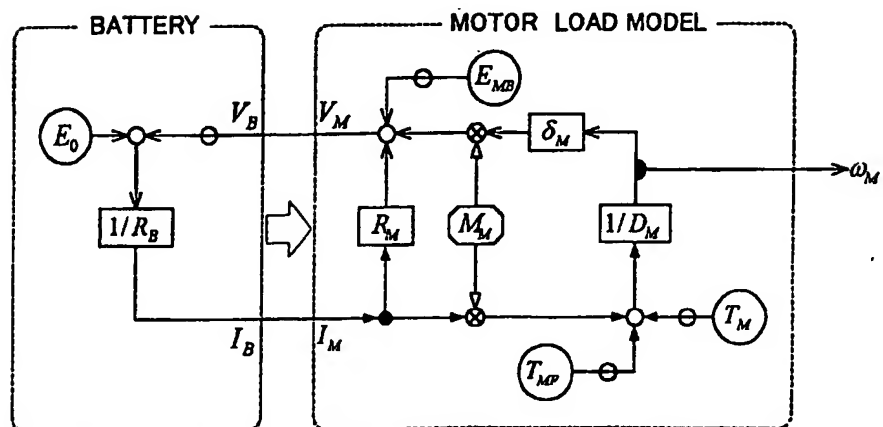 BATTERY
MOTOR LOAD MODEL
E_MB
V_B
V_M
E_0
δ_M
ω_M
1/R_B
R_M
M_M
1/D_M
I_B
I_M
T_M
T_MF